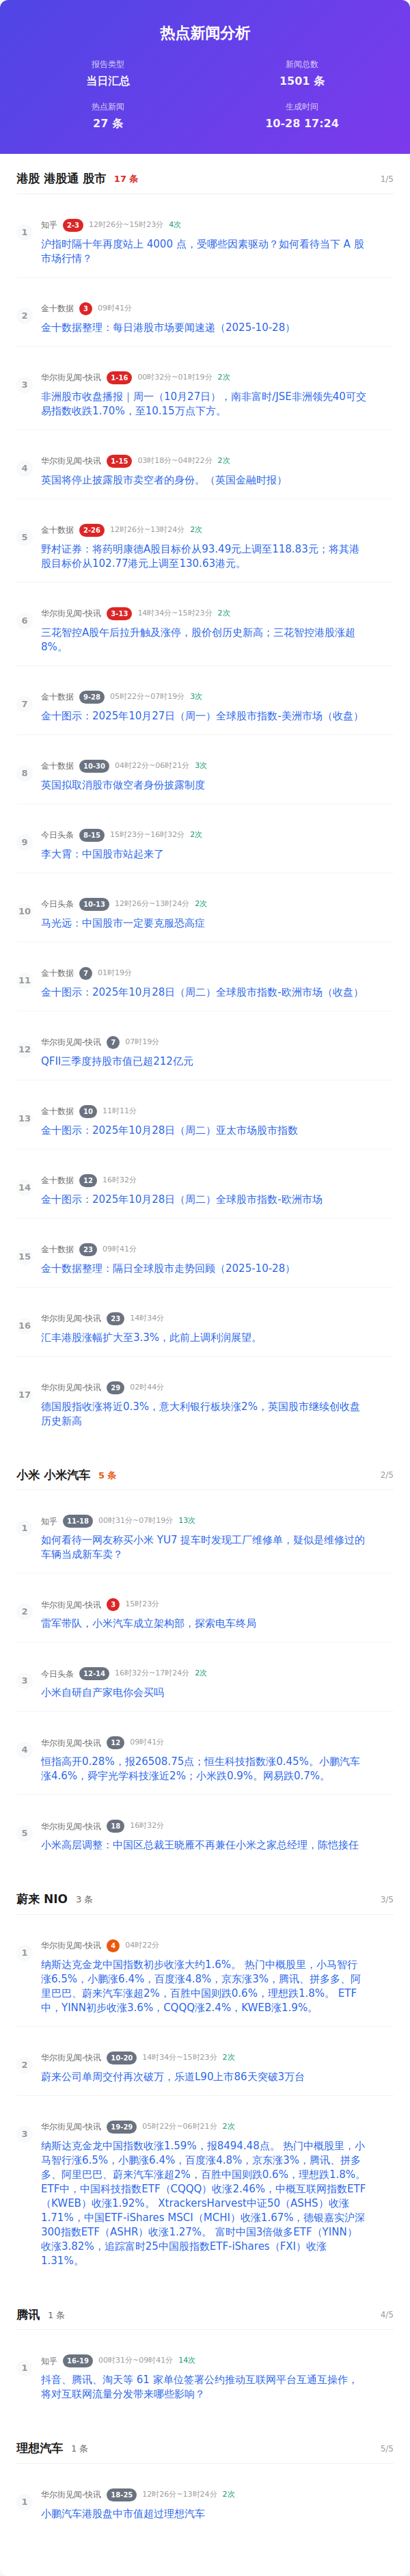 热点新闻分析
报告类型
新闻总数
当日汇总
1501 条
热点新闻
生成时间
27 条
10-28 17:24
港股 港股通 股市 17 条 1/5
1
知乎 2-3 12时26分~15时23分 4次
沪指时隔十年再度站上 4000 点，受哪些因素驱动？如何看待当下 A 股
市场行情？
2
金十数据 3 09时41分
金十数据整理：每日港股市场要闻速递（2025-10-28）
3
华尔街见闻-快讯 1-16 00时32分~01时19分 2次
非洲股市收盘播报｜周一（10月27日），南非富时/JSE非洲领先40可交
易指数收跌1.70%，至10.15万点下方。
4
华尔街见闻-快讯 1-15 03时18分~04时22分 2次
英国将停止披露股市卖空者的身份。（英国金融时报）
5
金十数据 2-26 12时26分~13时24分 2次
野村证券：将药明康德A股目标价从93.49元上调至118.83元；将其港
股目标价从102.77港元上调至130.63港元。
6
华尔街见闻-快讯 3-13 14时34分~15时23分 2次
三花智控A股午后拉升触及涨停，股价创历史新高；三花智控港股涨超
8%。
7
金十数据 9-28 05时22分~07时19分 3次
金十图示：2025年10月27日（周一）全球股市指数-美洲市场（收盘）
8
金十数据 10-30 04时22分~06时21分 3次
英国拟取消股市做空者身份披露制度
9
今日头条 8-15 15时23分~16时32分 2次
李大霄：中国股市站起来了
10
今日头条 10-13 12时26分~13时24分 2次
马光远：中国股市一定要克服恐高症
11
金十数据 7 01时19分
金十图示：2025年10月28日（周二）全球股市指数-欧洲市场（收盘）
12
华尔街见闻-快讯 7 07时19分
QFII三季度持股市值已超212亿元
13
金十数据 10 11时11分
金十图示：2025年10月28日（周二）亚太市场股市指数
14
金十数据 12 16时32分
金十图示：2025年10月28日（周二）全球股市指数-欧洲市场
15
金十数据 23 09时41分
金十数据整理：隔日全球股市走势回顾（2025-10-28）
16
华尔街见闻-快讯 23 14时34分
汇丰港股涨幅扩大至3.3%，此前上调利润展望。
17
华尔街见闻-快讯 29 02时44分
德国股指收涨将近0.3%，意大利银行板块涨2%，英国股市继续创收盘
历史新高
小米 小米汽车 5 条 2/5
1
知乎 11-18 00时31分~07时19分 13次
如何看待一网友称买小米 YU7 提车时发现工厂维修单，疑似是维修过的
车辆当成新车卖？
2
华尔街见闻-快讯 3 15时23分
雷军带队，小米汽车成立架构部，探索电车终局
3
今日头条 12-14 16时32分~17时24分 2次
小米自研自产家电你会买吗
4
华尔街见闻-快讯 12 09时41分
恒指高开0.28%，报26508.75点；恒生科技指数涨0.45%。小鹏汽车
涨4.6%，舜宇光学科技涨近2%；小米跌0.9%。网易跌0.7%。
5
华尔街见闻-快讯 18 16时32分
小米高层调整：中国区总裁王晓雁不再兼任小米之家总经理，陈恺接任
蔚来 NIO 3 条 3/5
1
华尔街见闻-快讯 4 04时22分
纳斯达克金龙中国指数初步收涨大约1.6%。 热门中概股里，小马智行
涨6.5%，小鹏涨6.4%，百度涨4.8%，京东涨3%，腾讯、拼多多、阿
里巴巴、蔚来汽车涨超2%，百胜中国则跌0.6%，理想跌1.8%。 ETF
中，YINN初步收涨3.6%，CQQQ涨2.4%，KWEB涨1.9%。
2
华尔街见闻-快讯 10-20 14时34分~15时23分 2次
蔚来公司单周交付再次破万，乐道L90上市86天突破3万台
3
华尔街见闻-快讯 19-29 05时22分~06时21分 2次
纳斯达克金龙中国指数收涨1.59%，报8494.48点。 热门中概股里，小
马智行涨6.5%，小鹏涨6.4%，百度涨4.8%，京东涨3%，腾讯、拼多
多、阿里巴巴、蔚来汽车涨超2%，百胜中国则跌0.6%，理想跌1.8%。
ETF中，中国科技指数ETF（CQQQ）收涨2.46%，中概互联网指数ETF
（KWEB）收涨1.92%。 XtrackersHarvest中证50（ASHS）收涨
1.71%，中国ETF-iShares MSCI（MCHI）收涨1.67%，德银嘉实沪深
300指数ETF（ASHR）收涨1.27%。 富时中国3倍做多ETF（YINN）
收涨3.82%，追踪富时25中国股指数ETF-iShares（FXI）收涨
1.31%。
腾讯 1 条 4/5
1
知乎 16-19 00时31分~09时41分 14次
抖音、腾讯、淘天等 61 家单位签署公约推动互联网平台互通互操作，
将对互联网流量分发带来哪些影响？
理想汽车 1 条 5/5
1
华尔街见闻-快讯 18-25 12时26分~13时24分 2次
小鹏汽车港股盘中市值超过理想汽车